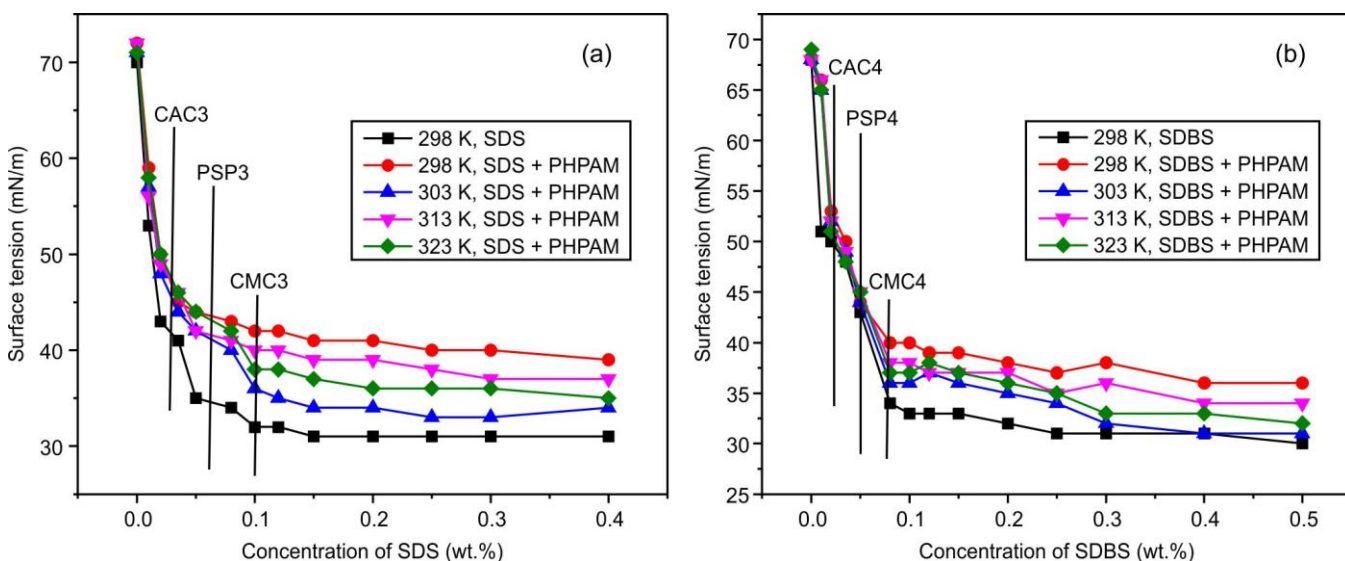 (a)
CAC3
PSP3
CMC3
298 K, SDS
298 K, SDS + PHPAM
303 K, SDS + PHPAM
313 K, SDS + PHPAM
323 K, SDS + PHPAM
70
60
50
40
30
Surface tension (mN/m)
0.0 0.1 0.2 0.3 0.4
Concentration of SDS (wt.%)
(b)
CAC4
PSP4
CMC4
298 K, SDBS
298 K, SDBS + PHPAM
303 K, SDBS + PHPAM
313 K, SDBS + PHPAM
323 K, SDBS + PHPAM
70
65
60
55
50
45
40
35
30
25
Surface tension (mN/m)
0.0 0.1 0.2 0.3 0.4 0.5
Concentration of SDBS (wt.%)